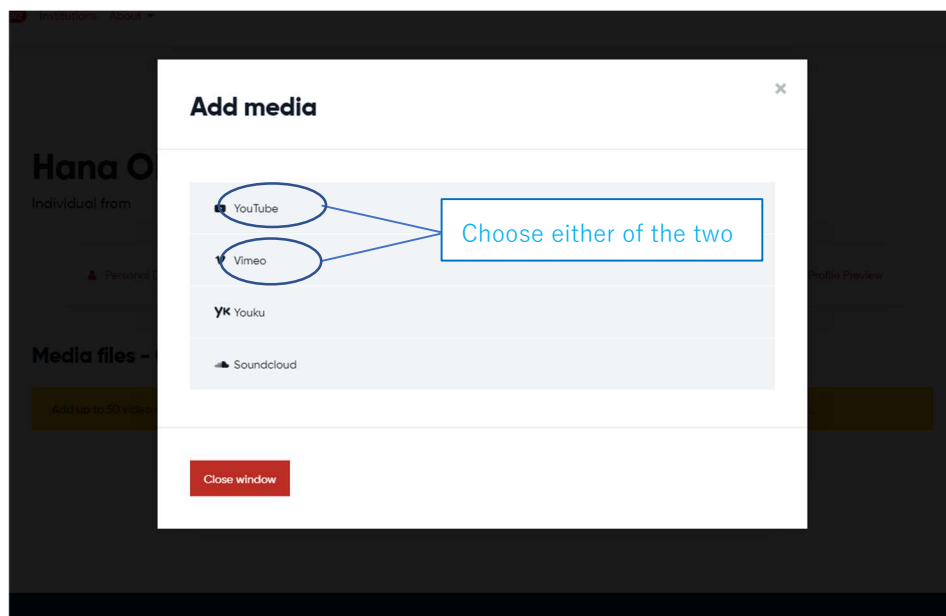 Institutions About
Add media
×
Hana O
Individual from
YouTube
Choose either of the two
Vimeo
Personal
Profile Preview
Youku
Media files -
Soundcloud
Add up to 50 video
Close window